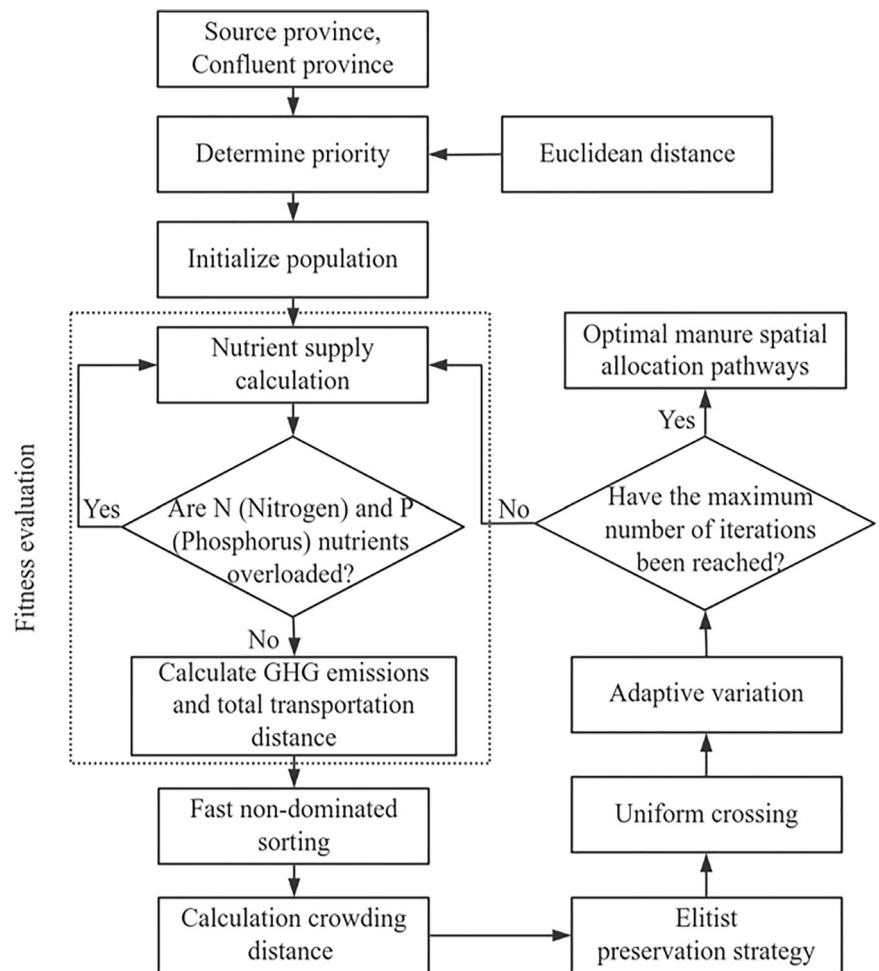 Source province,
Confluent province
Determine priority
Euclidean distance
Initialize population
Nutrient supply
calculation
Optimal manure spatial
allocation pathways
Yes
Fitness evaluation
Yes
Are N (Nitrogen) and P
(Phosphorus) nutrients
overloaded?
No
Have the maximum
number of iterations
been reached?
No
Calculate GHG emissions
and total transportation
distance
Adaptive variation
Fast non-dominated
sorting
Uniform crossing
Calculation crowding
distance
Elitist
preservation strategy